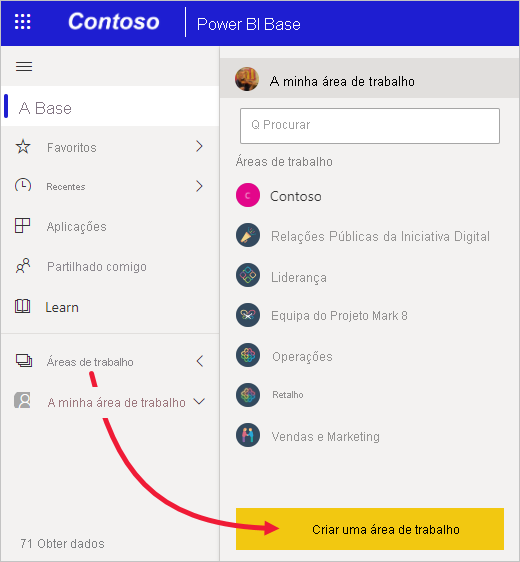 Contoso
Power BI Base
A Base
Favoritos
Recentes
Aplicações
Partilhado comigo
Learn
Áreas de trabalho
A minha área de trabalho
71 Obter dados
A minha área de trabalho
Q Procurar
Áreas de trabalho
C
Contoso
Relações Públicas da Iniciativa Digital
Liderança
Equipa do Projeto Mark 8
Operações
Retalho
Vendas e Marketing
Criar uma área de trabalho